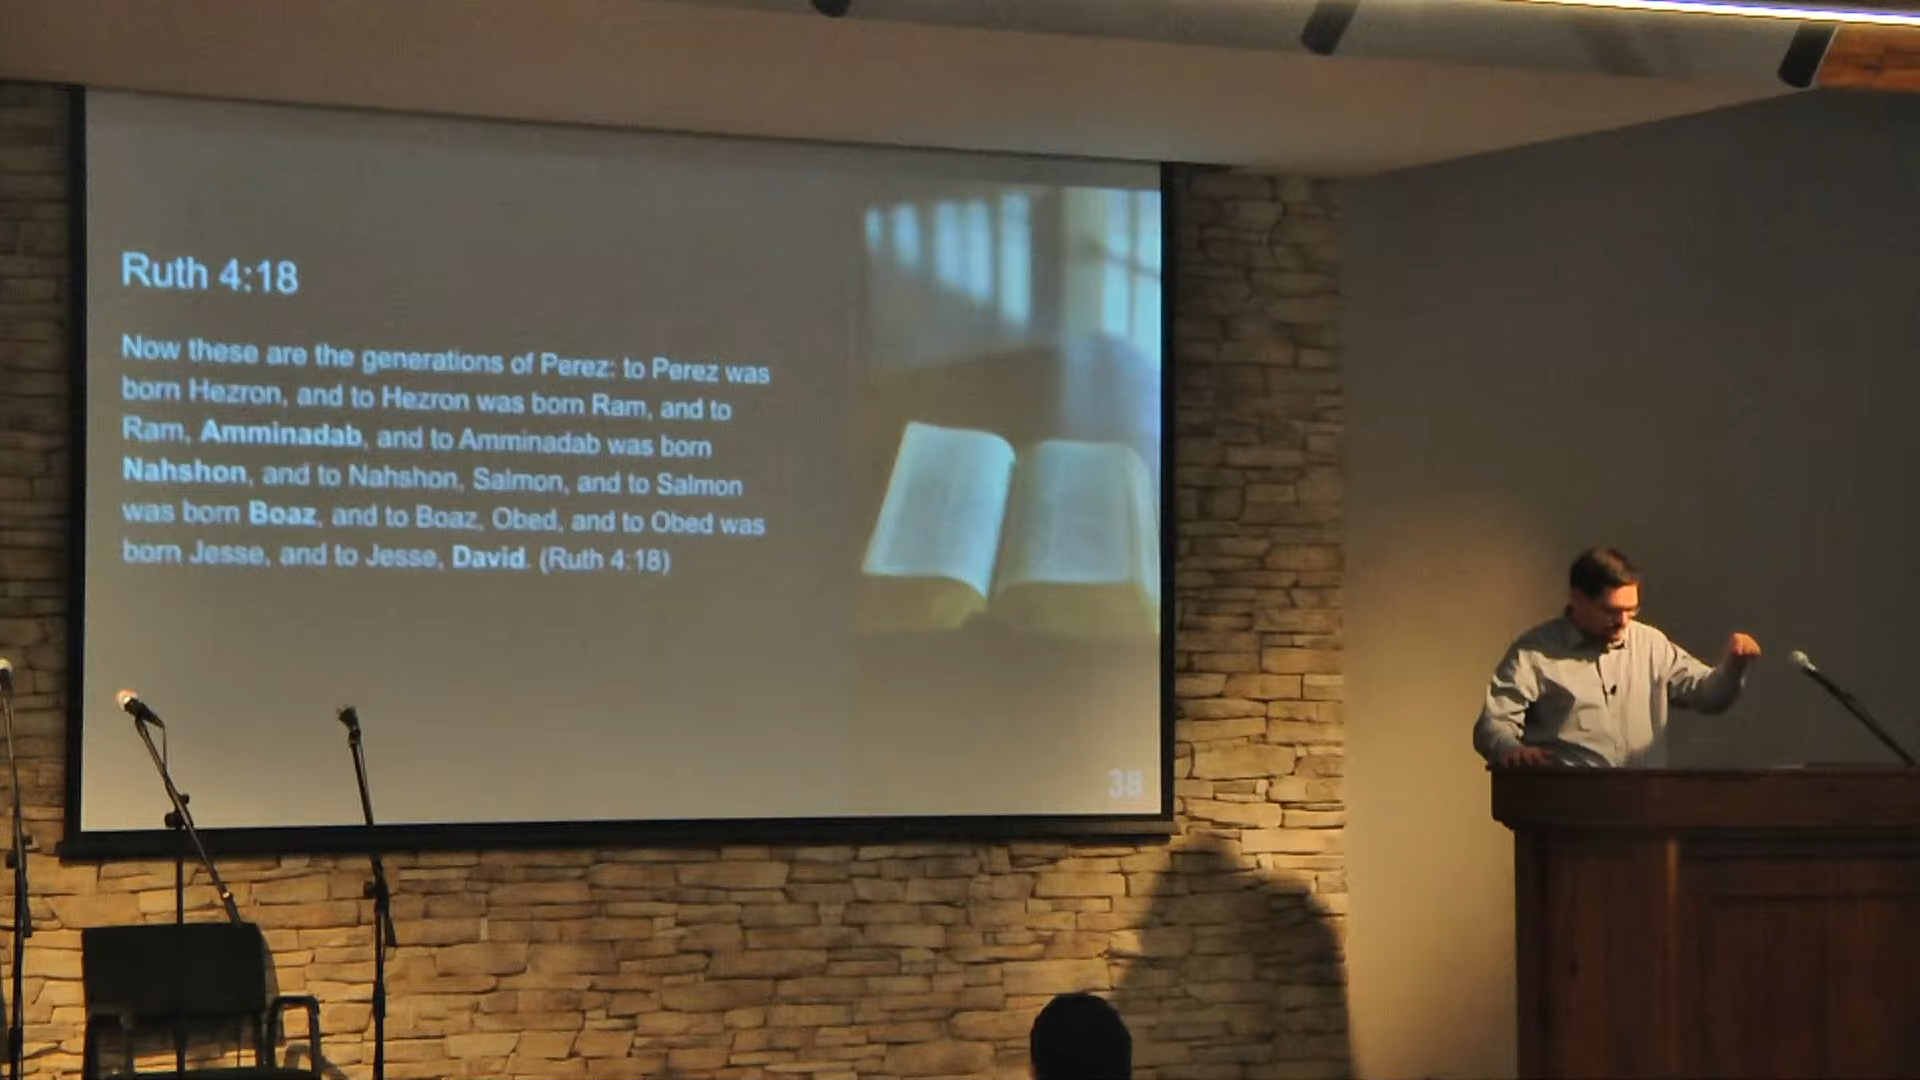 Ruth 4:18
Now these are the generations of Perez: to Perez was
born Hezron, and to Hezron was born Ram, and to
Ram, Amminadab, and to Amminadab was born
Nahshon, and to Nahshon, Salmon, and to Salmon
was born Boaz, and to Boaz, Obed, and to Obed was
born Jesse, and to Jesse, David. (Ruth 4:18)
38